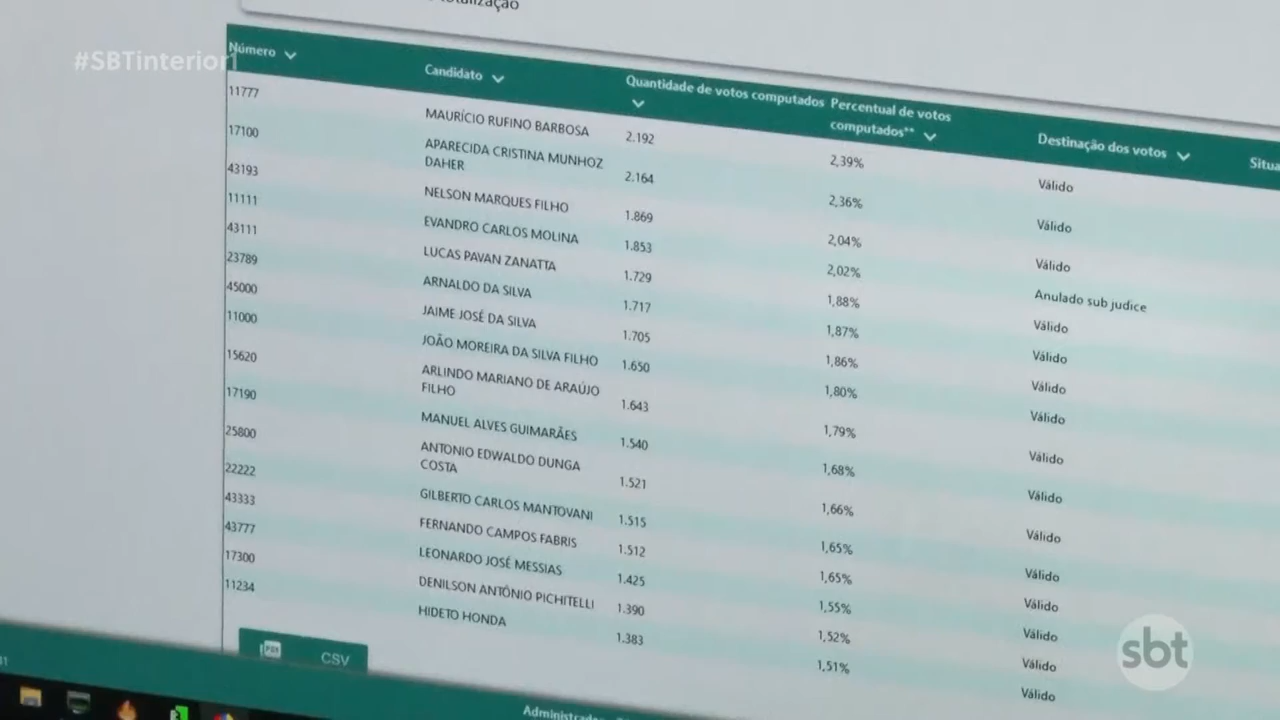 totalização
#SBTinterior1
Número Candidato Quantidade de votos computados Percentual de votos computados** Destinação dos votos
11777 MAURÍCIO RUFINO BARBOSA 2.192 2,39% Válido
17100 APARECIDA CRISTINA MUNHOZ DAHER 2.164 2,36% Válido
43193 NELSON MARQUES FILHO 1.869 2,04% Válido
11111 EVANDRO CARLOS MOLINA 1.853 2,02% Anulado sub judice
43111 LUCAS PAVAN ZANATTA 1.729 1,88% Válido
23789 ARNALDO DA SILVA 1.717 1,87% Válido
45000 JAIME JOSÉ DA SILVA 1.705 1,86% Válido
11000 JOÃO MOREIRA DA SILVA FILHO 1.650 1,80% Válido
15620 ARLINDO MARIANO DE ARAÚJO FILHO 1.643 1,79% Válido
17190 MANUEL ALVES GUIMARÃES 1.540 1,68% Válido
25800 ANTONIO EDWALDO DUNGA COSTA 1.521 1,66% Válido
22222 GILBERTO CARLOS MANTOVANI 1.515 1,65% Válido
43333 FERNANDO CAMPOS FABRIS 1.512 1,65% Válido
43777 LEONARDO JOSÉ MESSIAS 1.425 1,55% Válido
17300 DENILSON ANTÔNIO PICHITELLI 1.390 1,52% Válido
11234 HIDETO HONDA 1.383 1,51% Válido
PDF CSV
sbt